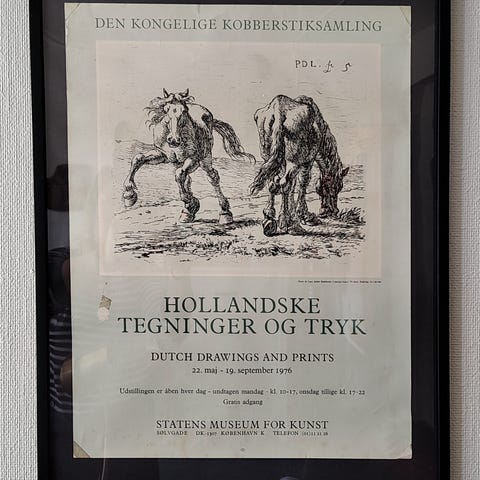 DEN KONGELIGE KOBBERSTIKSAMLING
PDL. f 5
HOLLANDSKE
TEGNINGER OG TRYK
DUTCH DRAWINGS AND PRINTS
22. maj - 19. september 1976
Udstillingen er åben hver dag - undtagen mandag - kl. 10-17, onsdag tillige kl. 17-22
Gratis adgang
STATENS MUSEUM FOR KUNST
SØLVGADE DK-1307 KØBENHAVN K TELEFON